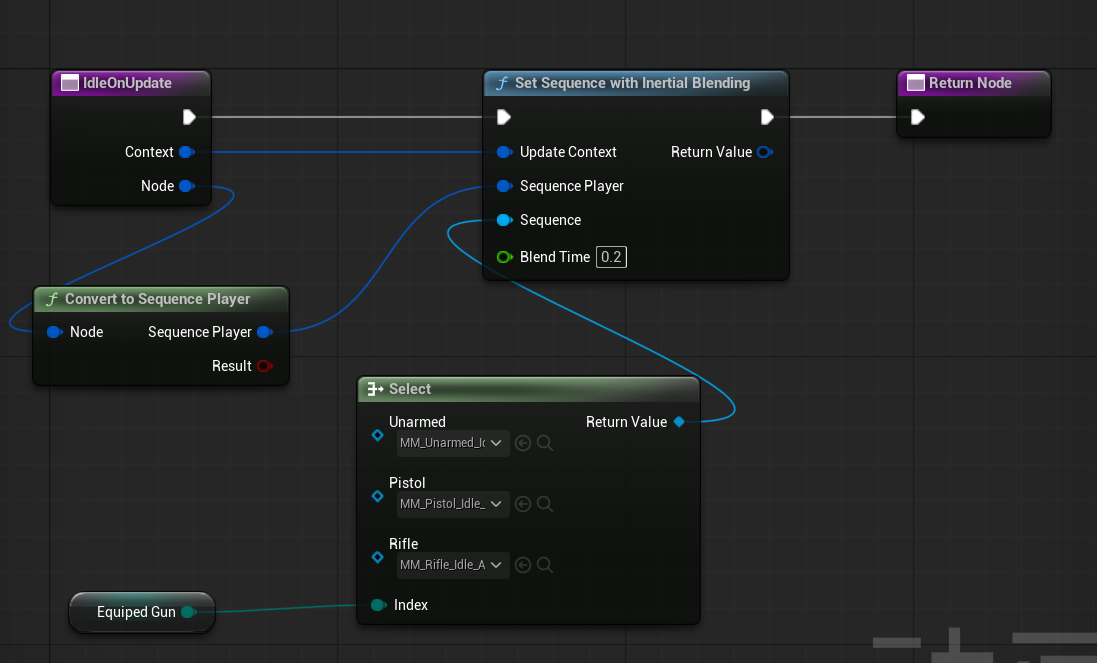 IdleOnUpdate
Context
Node
Set Sequence with Inertial Blending
Update Context
Return Value
Sequence Player
Sequence
Blend Time 0.2
Return Node
Convert to Sequence Player
Node
Sequence Player
Result
Select
Unarmed
Return Value
MM_Unarmed_Ic
Pistol
MM_Pistol_Idle_
Rifle
MM_Rifle_Idle_A
Index
Equiped Gun